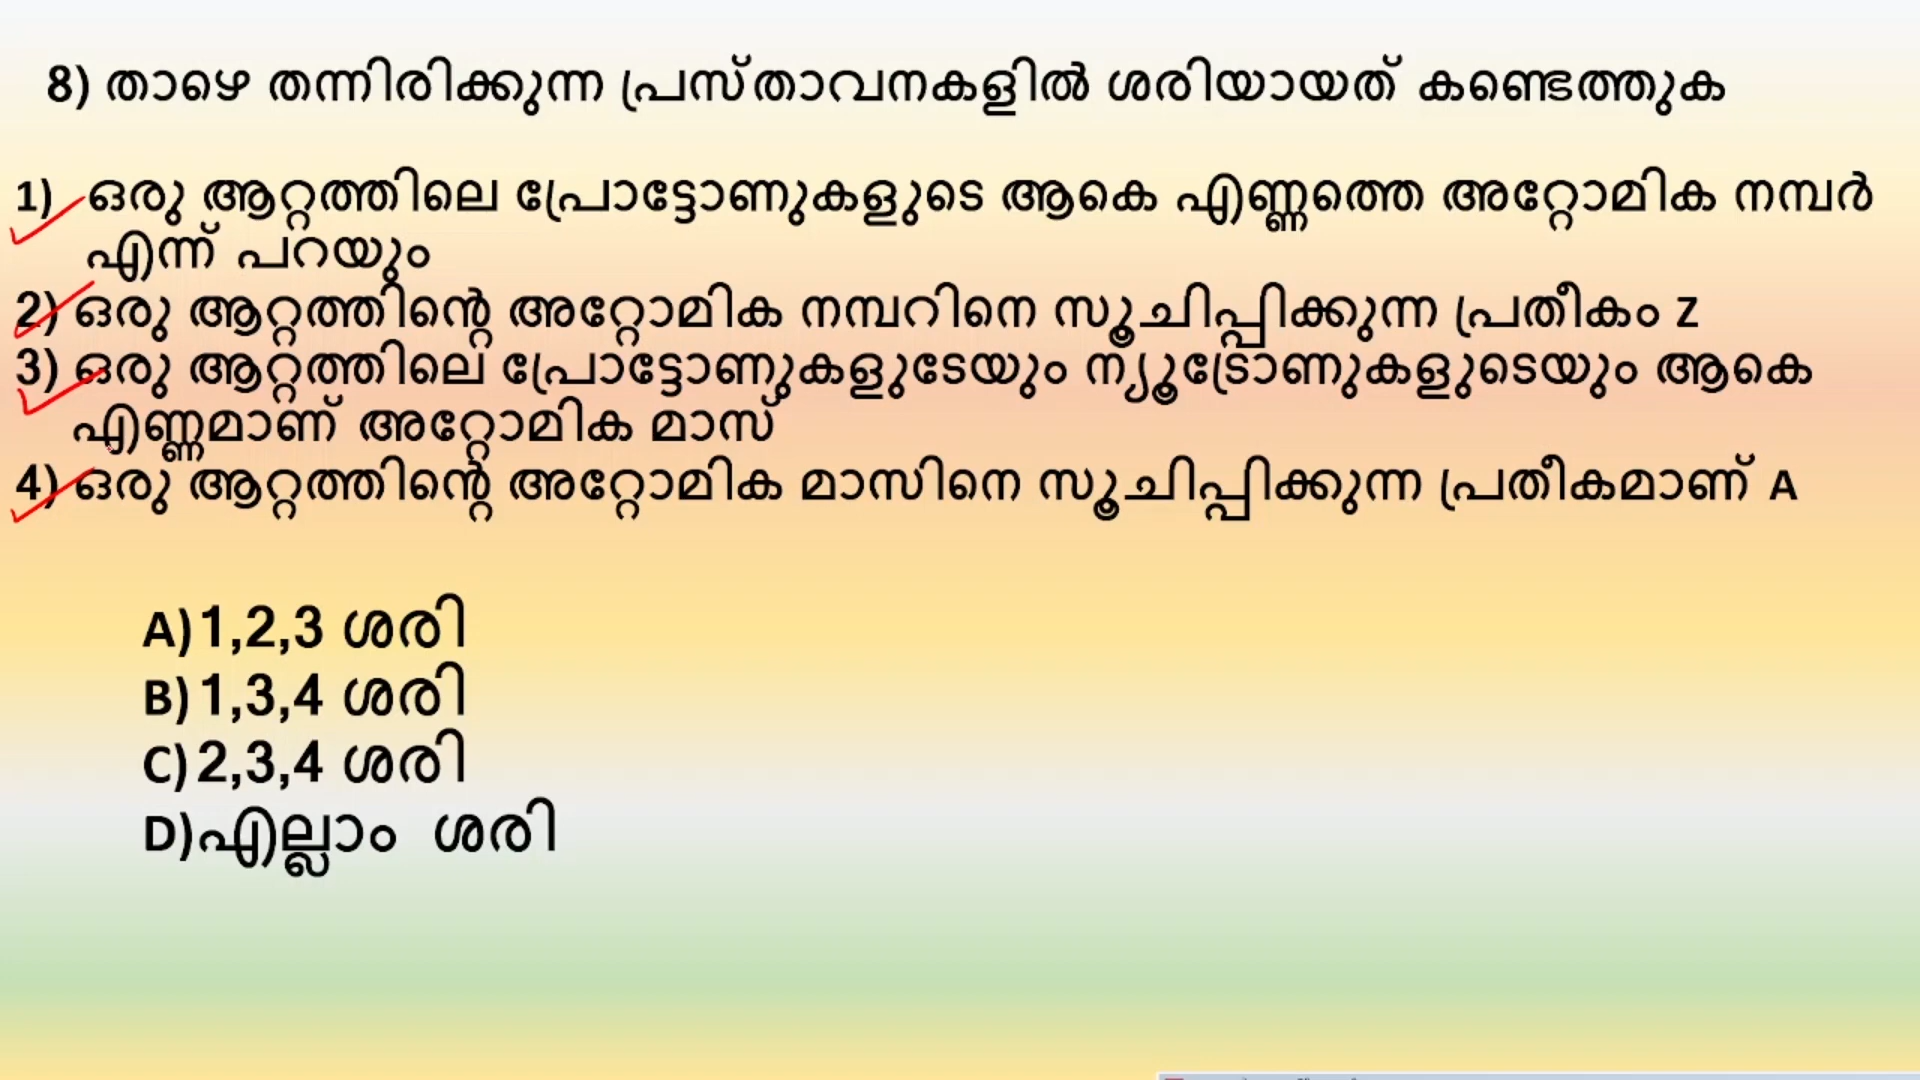 8) താഴെ തന്നിരിക്കുന്ന പ്രസ്താവനകളിൽ ശരിയായത് കണ്ടെത്തുക
1) ഒരു ആറ്റത്തിലെ പ്രോട്ടോണുകളുടെ ആകെ എണ്ണത്തെ അറ്റോമിക നമ്പർ
എന്ന് പറയും
2) ഒരു ആറ്റത്തിന്റെ അറ്റോമിക നമ്പറിനെ സൂചിപ്പിക്കുന്ന പ്രതീകം Z
3) ഒരു ആറ്റത്തിലെ പ്രോട്ടോണുകളുടേയും ന്യൂട്രോണുകളുടെയും ആകെ
എണ്ണമാണ് അറ്റോമിക മാസ്
4) ഒരു ആറ്റത്തിന്റെ അറ്റോമിക മാസിനെ സൂചിപ്പിക്കുന്ന പ്രതീകമാണ് A
A) 1,2,3 ശരി
B) 1,3,4 ശരി
C) 2,3,4 ശരി
D) എല്ലാം ശരി